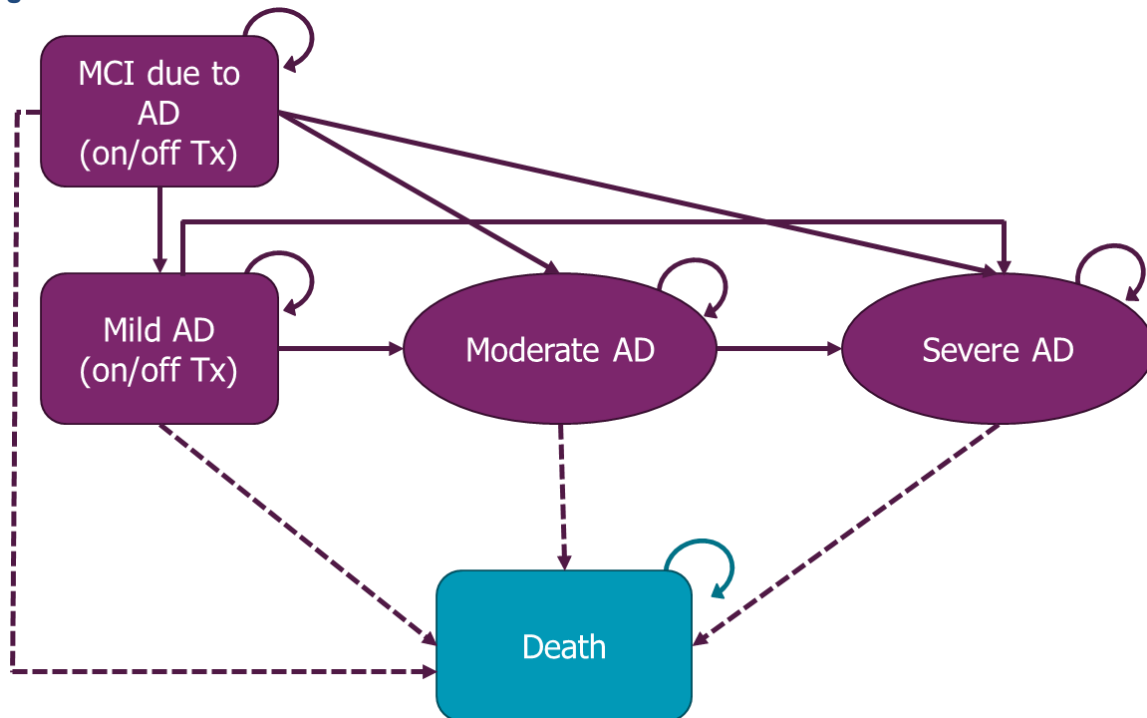 MCI due to
AD
(on/off Tx)
Mild AD
(on/off Tx)
Moderate AD
Severe AD
Death